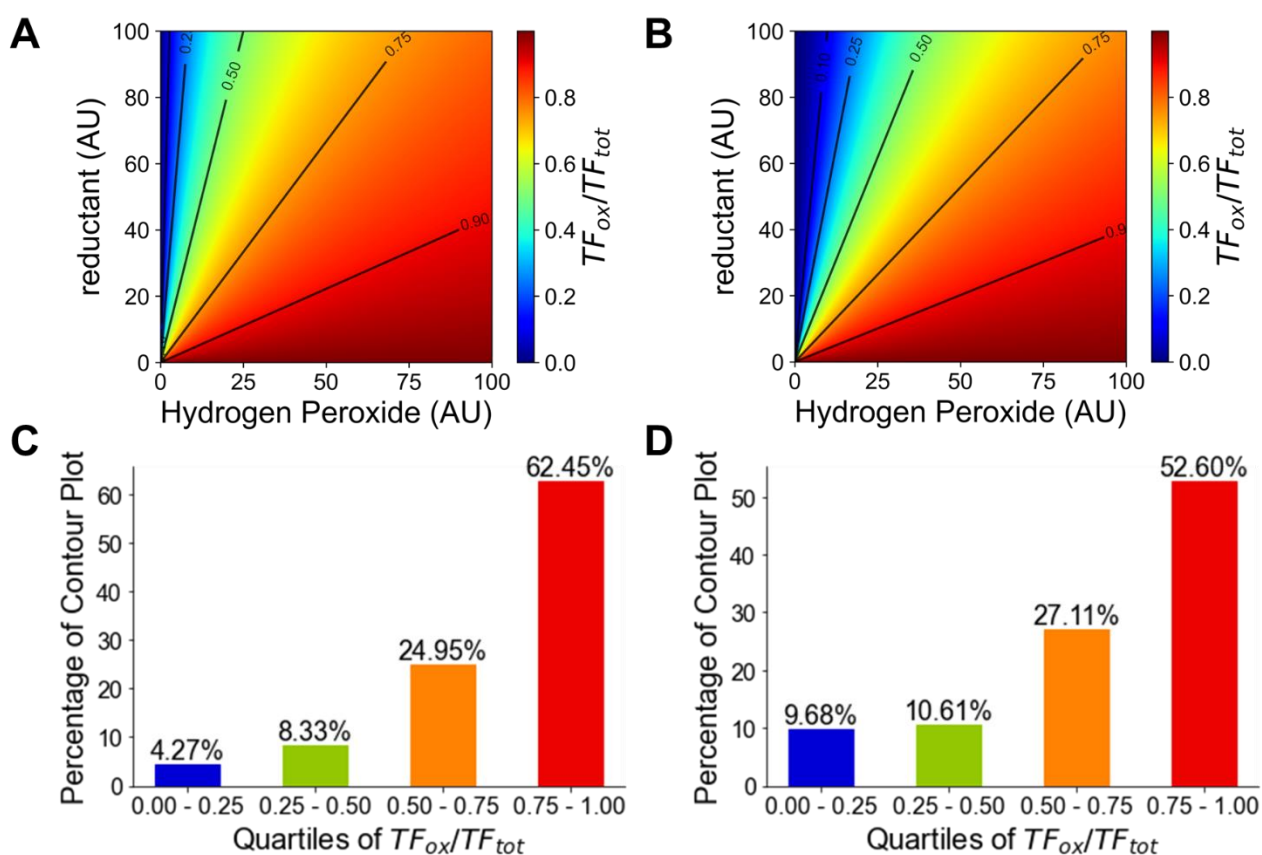 A
100
80
60
40
20
0
reductant (AU)
0.2
0.50
0.75
0.90
0 25 50 75 100
Hydrogen Peroxide (AU)
0.8
0.6
0.4
0.2
0.0
TFox/TFtot
B
100
80
60
40
20
0
reductant (AU)
0.10
0.25
0.50
0.75
0.9
0 25 50 75 100
Hydrogen Peroxide (AU)
0.8
0.6
0.4
0.2
0.0
TFox/TFtot
C
Percentage of Contour Plot
60
50
40
30
20
10
0
4.27%
8.33%
24.95%
62.45%
0.00 - 0.25 0.25 - 0.50 0.50 - 0.75 0.75 - 1.00
Quartiles of TFox/TFtot
D
Percentage of Contour Plot
50
40
30
20
10
0
9.68%
10.61%
27.11%
52.60%
0.00 - 0.25 0.25 - 0.50 0.50 - 0.75 0.75 - 1.00
Quartiles of TFox/TFtot